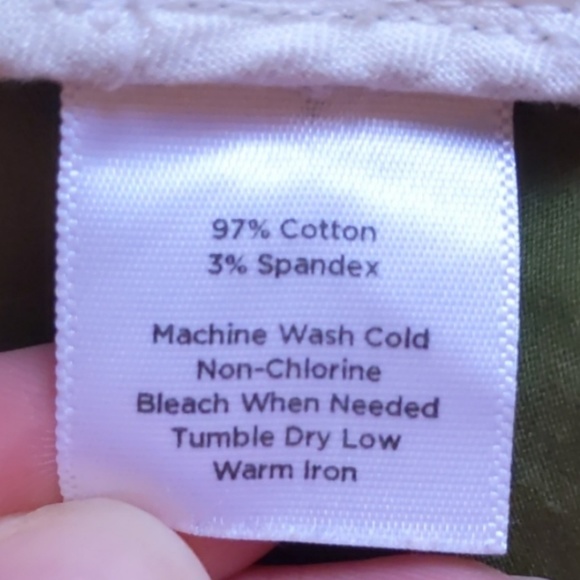 97% Cotton
3% Spandex
Machine Wash Cold
Non-Chlorine
Bleach When Needed
Tumble Dry Low
Warm Iron